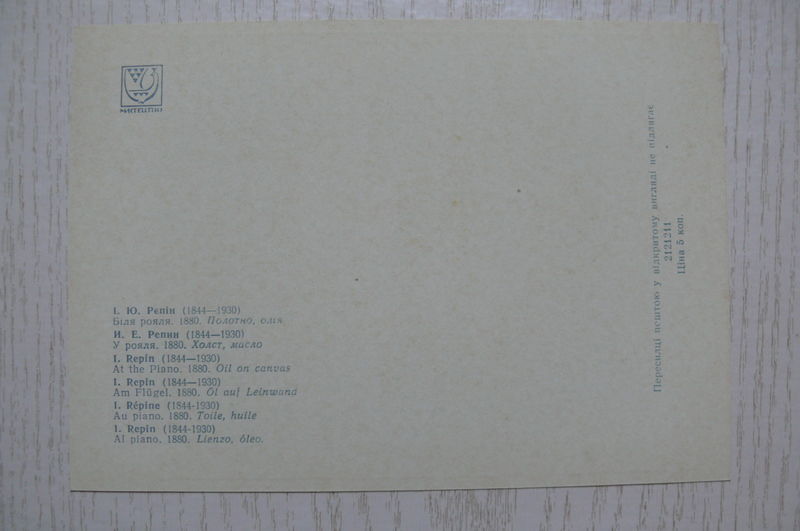 МИСТЕЦТВО
І. Ю. Рєпін (1844—1930)
Біля рояля. 1880. Полотно, олія
И. Е. Репин (1844—1930)
У рояля. 1880. Холст, масло
I. Repin (1844—1930)
At the Piano. 1880. Oil on canvas
I. Repin (1844—1930)
Am Flügel. 1880. Öl auf Leinwand
I. Répine (1844-1930)
Au piano. 1880. Toile, huile
I. Repin (1844-1930)
Al piano. 1880. Lienzo, óleo.
Пересилці поштою у відкритому вигляді не підлягає
2121211
Ціна 5 коп.